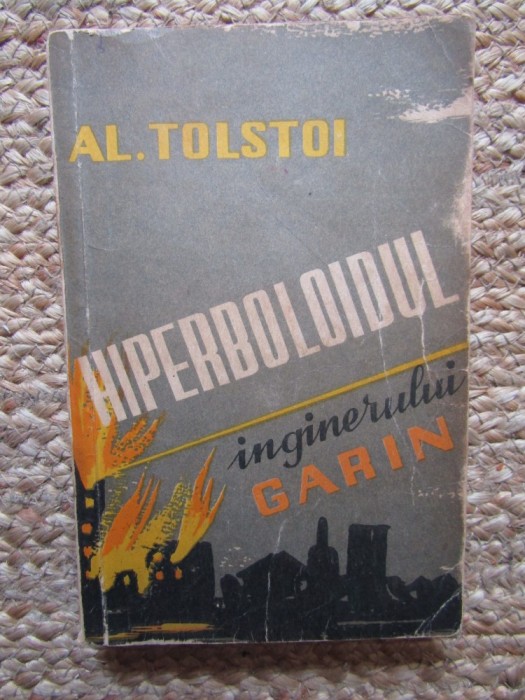 AL. TOLSTOI
HIPERBOLOIDUL
inginerului
GARIN